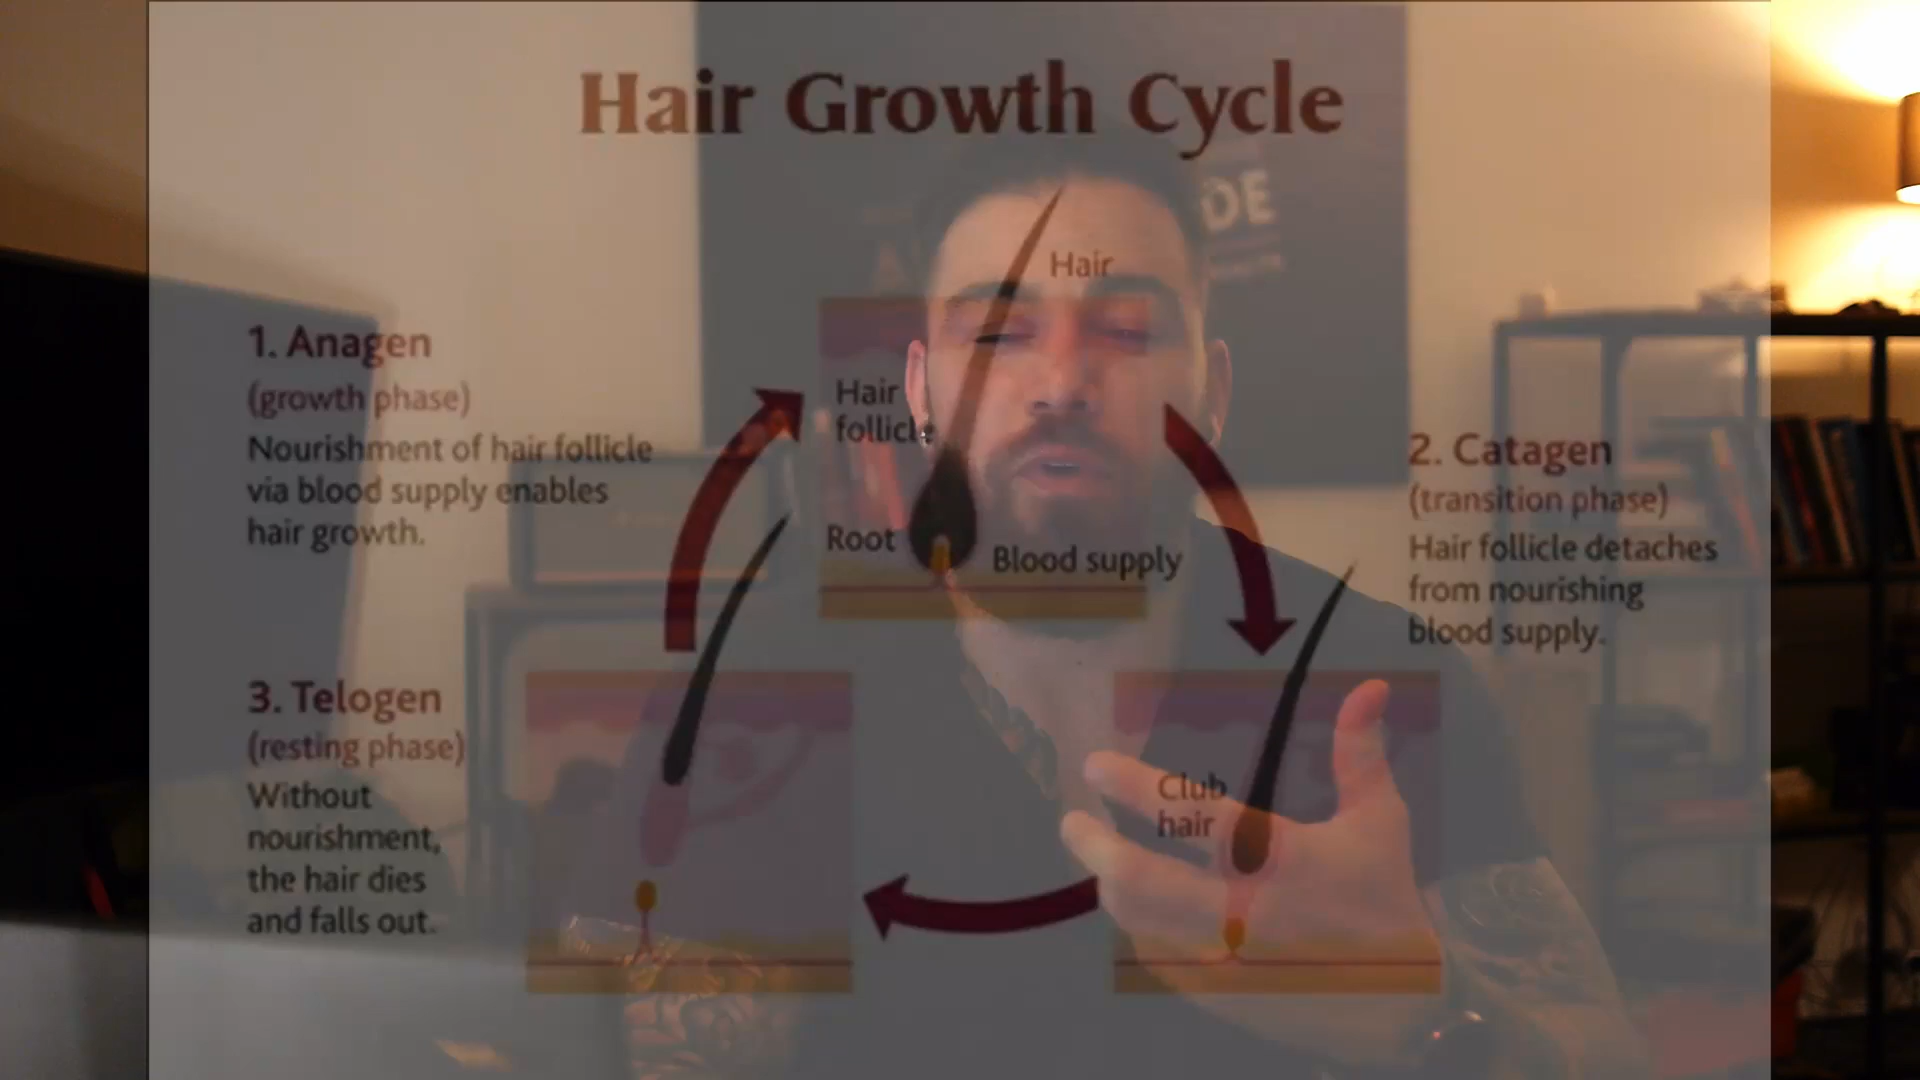 Hair Growth Cycle
DE
Hair
1. Anagen
(growth phase)
Nourishment of hair follicle
via blood supply enables
hair growth.
Hair
follicle
Root
Blood supply
2. Catagen
(transition phase)
Hair follicle detaches
from nourishing
blood supply.
3. Telogen
(resting phase)
Without
nourishment,
the hair dies
and falls out.
Club
hair